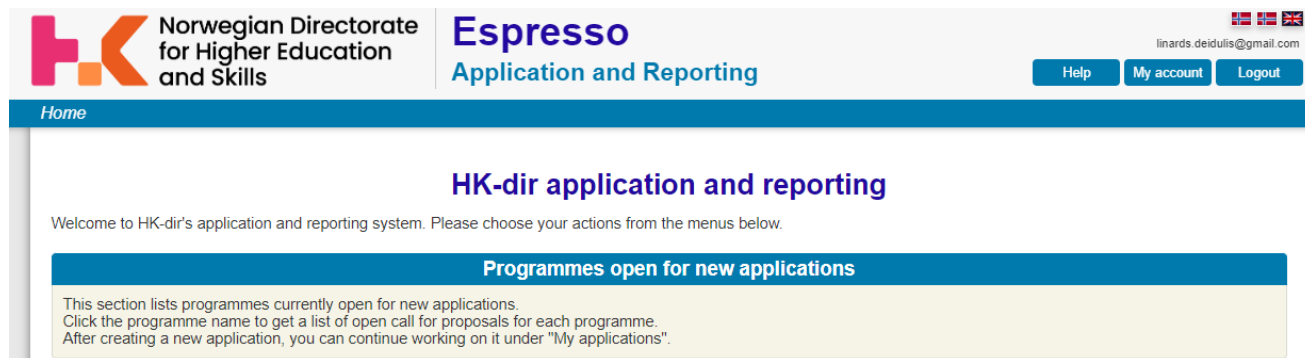 Norwegian Directorate
for Higher Education
and Skills
Espresso
Application and Reporting
linards.deidulis@gmail.com
Help
My account
Logout
Home
HK-dir application and reporting
Welcome to HK-dir's application and reporting system. Please choose your actions from the menus below.
Programmes open for new applications
This section lists programmes currently open for new applications.
Click the programme name to get a list of open call for proposals for each programme.
After creating a new application, you can continue working on it under "My applications".